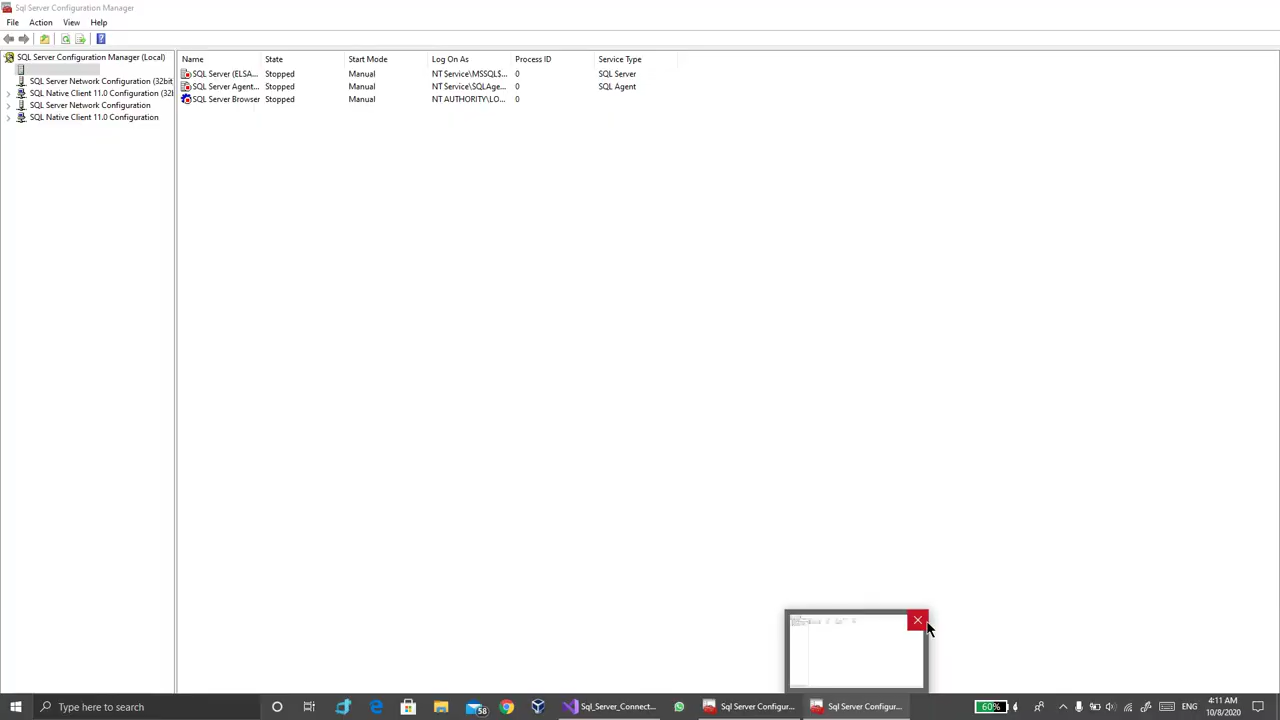 Sql Server Configuration Manager
File Action View Help
SQL Server Configuration Manager (Local)
SQL Server Network Configuration (32bit
SQL Native Client 11.0 Configuration (32b
SQL Server Network Configuration
SQL Native Client 11.0 Configuration
Name State Start Mode Log On As Process ID Service Type
SQL Server (ELSA... Stopped Manual NT Service\MSSQL$... 0 SQL Server
SQL Server Agent... Stopped Manual NT Service\SQLAge... 0 SQL Agent
SQL Server Browser Stopped Manual NT AUTHORITY\LO... 0
Type here to search
58
Sql_Server_Connect...
Sql Server Configur...
Sql Server Configur...
60%
ENG
4:11 AM
10/8/2020